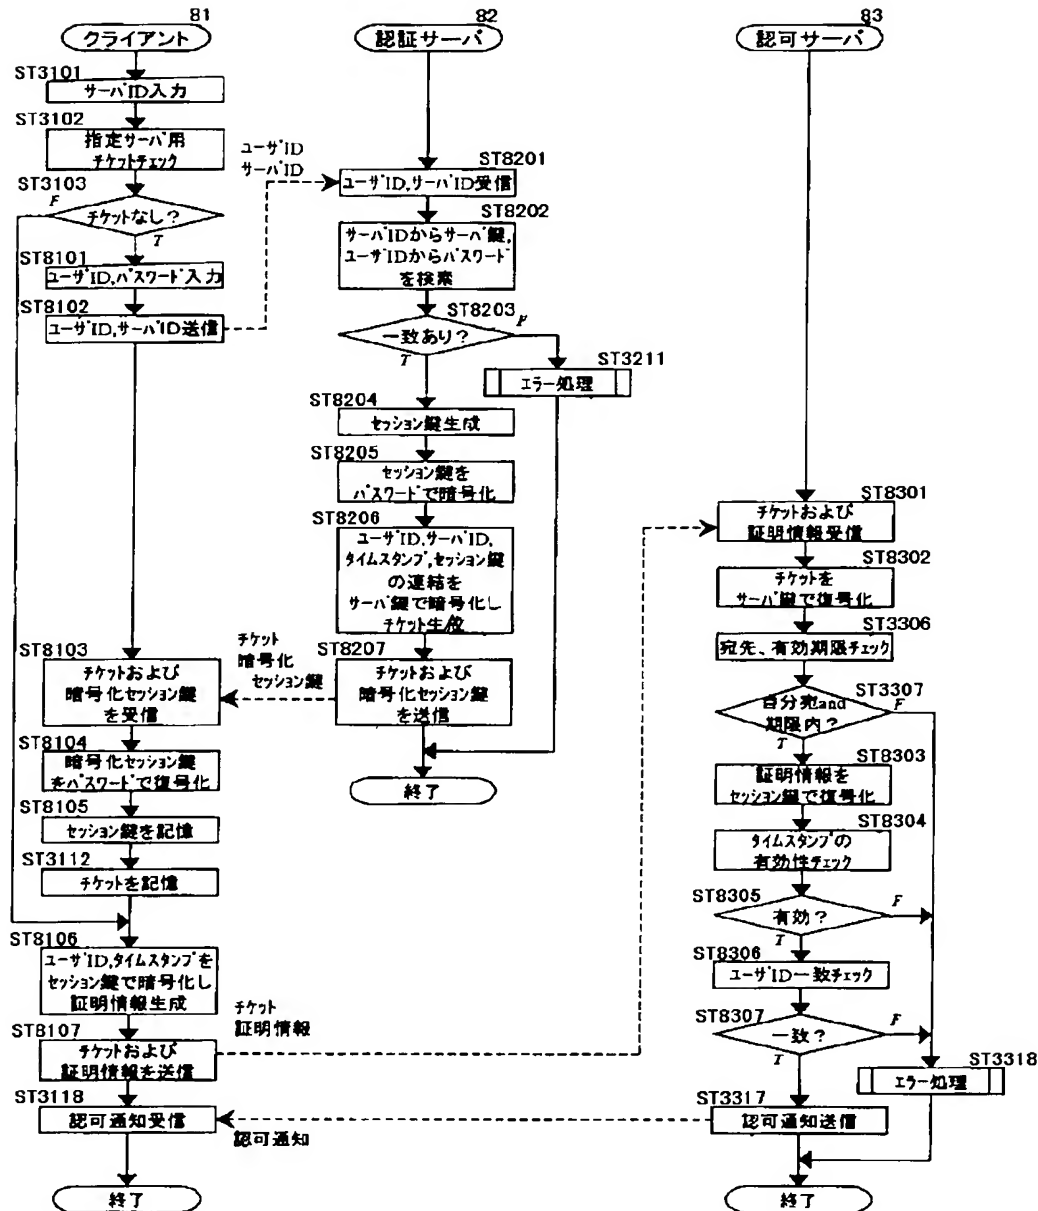 81
クライアント
ST3101
サーバID入力
ST3102
指定サーバ用
チケットチェック
ST3103
F
チケットなし?
T
ST8101
ユーザID,パスワード入力
ST8102
ユーザID,サーバID送信
ユーザID
サーバID
ST8103
チケットおよび
暗号化セッション鍵
を受信
ST8104
暗号化セッション鍵
をパスワードで復号化
ST8105
セッション鍵を記憶
ST3112
チケットを記憶
ST8106
ユーザID,タイムスタンプを
セッション鍵で暗号化し
証明情報生成
ST8107
チケットおよび
証明情報を送信
ST3118
認可通知受信
終了
82
認証サーバ
ST8201
ユーザID,サーバID受信
ST8202
サーバIDからサーバ鍵,
ユーザIDからパスワード
を検索
ST8203
一致あり?
F
T
ST3211
エラー処理
ST8204
セッション鍵生成
ST8205
セッション鍵を
パスワードで暗号化
ST8206
ユーザID,サーバID,
タイムスタンプ,セッション鍵
の連結を
サーバ鍵で暗号化し
チケット生成
ST8207
チケットおよび
暗号化セッション鍵
を送信
チケット
暗号化
セッション鍵
終了
チケット
証明情報
認可通知
83
認可サーバ
ST8301
チケットおよび
証明情報受信
ST8302
チケットを
サーバ鍵で復号化
ST3306
宛先、有効期限チェック
ST3307
自分宛and
期限内?
F
T
ST8303
証明情報を
セッション鍵で復号化
ST8304
タイムスタンプの
有効性チェック
ST8305
有効?
F
T
ST8306
ユーザID一致チェック
ST8307
一致?
F
T
ST3318
エラー処理
ST3317
認可通知送信
終了